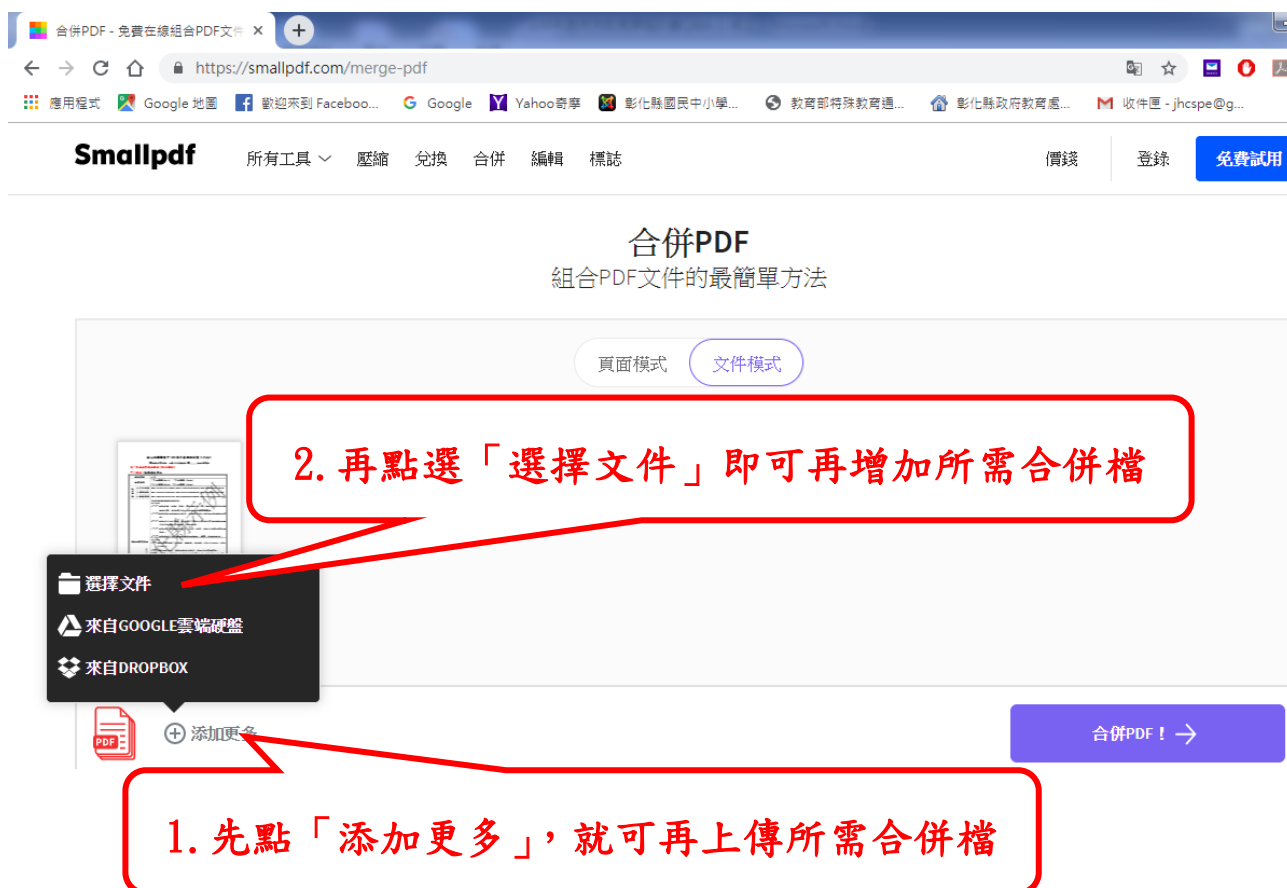 合併PDF - 免費在線組合PDF文件
https://smallpdf.com/merge-pdf
應用程式 Google 地圖 歡迎來到 Faceboo... Google Yahoo奇摩 彰化縣國民中小學... 教育部特殊教育通... 彰化縣政府教育處... 收件匣 - jhcspe@g...
Smallpdf 所有工具 壓縮 兌換 合併 編輯 標誌 價錢 登錄 免費試用
合併PDF
組合PDF文件的最簡單方法
頁面模式 文件模式
2.再點選「選擇文件」即可再增加所需合併檔
選擇文件
來自GOOGLE雲端硬盤
來自DROPBOX
PDF 添加更多 合併PDF！
1.先點「添加更多」，就可再上傳所需合併檔